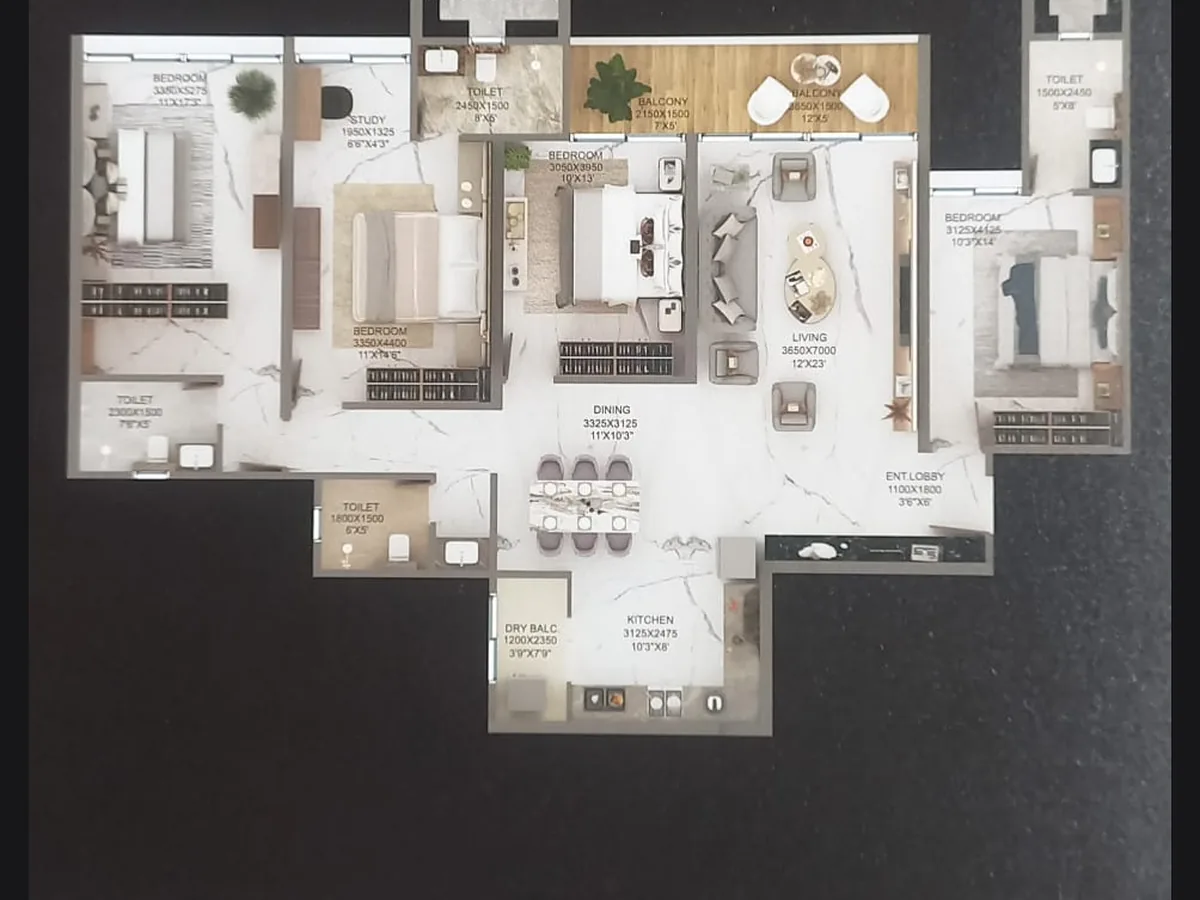 BEDROOM
3350X5275
11'X17'3"
STUDY
1950X1325
6'6"X4'3"
TOILET
2450X1500
8'X5'
BALCONY
2150X1500
7'X5'
BALCONY
3650X1500
12'X5'
TOILET
1500X2450
5'X8'
BEDROOM
3050X3950
10'X13'
BEDROOM
3125X4125
10'3"X14'
BEDROOM
3350X4400
11'X14'6"
LIVING
3650X7000
12'X23'
TOILET
2300X1500
7'6"X5'
DINING
3325X3125
11'X10'3"
ENT.LOBBY
1100X1800
3'6"X6'
TOILET
1800X1500
6'X5'
DRY BALC.
1200X2350
3'9"X7'9"
KITCHEN
3125X2475
10'3"X8'